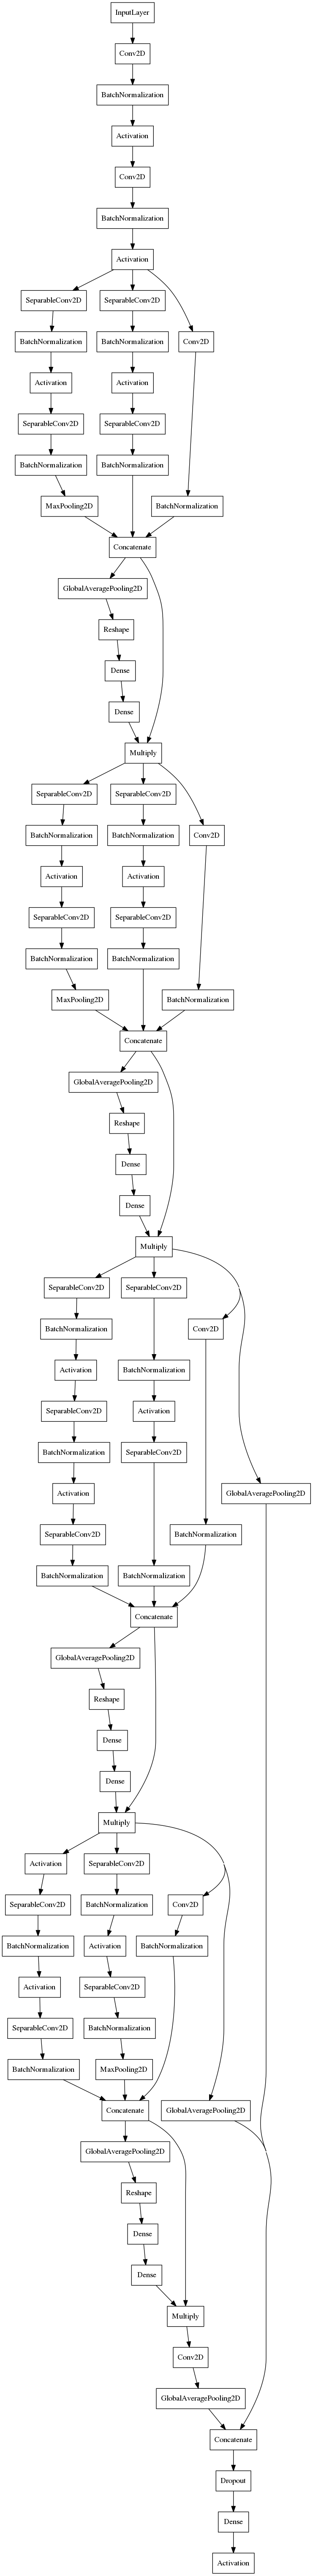 InputLayer
Conv2D
BatchNormalization
Activation
Conv2D
BatchNormalization
Activation
SeparableConv2D SeparableConv2D
BatchNormalization BatchNormalization Conv2D
Activation Activation
SeparableConv2D SeparableConv2D
BatchNormalization BatchNormalization
MaxPooling2D BatchNormalization
Concatenate
GlobalAveragePooling2D
Reshape
Dense
Dense
Multiply
SeparableConv2D SeparableConv2D
BatchNormalization BatchNormalization Conv2D
Activation Activation
SeparableConv2D SeparableConv2D
BatchNormalization BatchNormalization
MaxPooling2D BatchNormalization
Concatenate
GlobalAveragePooling2D
Reshape
Dense
Dense
Multiply
SeparableConv2D SeparableConv2D
BatchNormalization Conv2D
Activation BatchNormalization
SeparableConv2D Activation
BatchNormalization SeparableConv2D
Activation GlobalAveragePooling2D
SeparableConv2D BatchNormalization
BatchNormalization BatchNormalization
Concatenate
GlobalAveragePooling2D
Reshape
Dense
Dense
Multiply
Activation SeparableConv2D
SeparableConv2D BatchNormalization Conv2D
BatchNormalization Activation BatchNormalization
Activation SeparableConv2D
SeparableConv2D BatchNormalization
BatchNormalization MaxPooling2D
Concatenate GlobalAveragePooling2D
GlobalAveragePooling2D
Reshape
Dense
Dense
Multiply
Conv2D
GlobalAveragePooling2D
Concatenate
Dropout
Dense
Activation